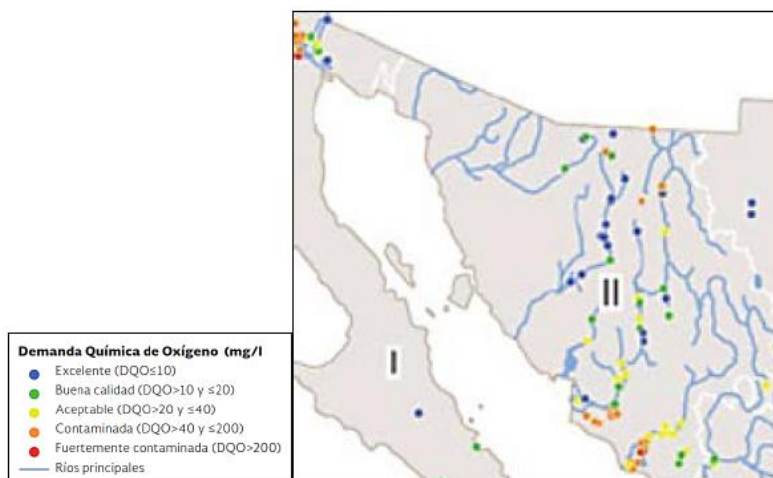 II
I
Demanda Química de Oxígeno (mg/l
Excelente (DQO≤10)
Buena calidad (DQO>10 y ≤20)
Aceptable (DQO>20 y ≤40)
Contaminada (DQO>40 y ≤200)
Fuertemente contaminada (DQO>200)
Ríos principales